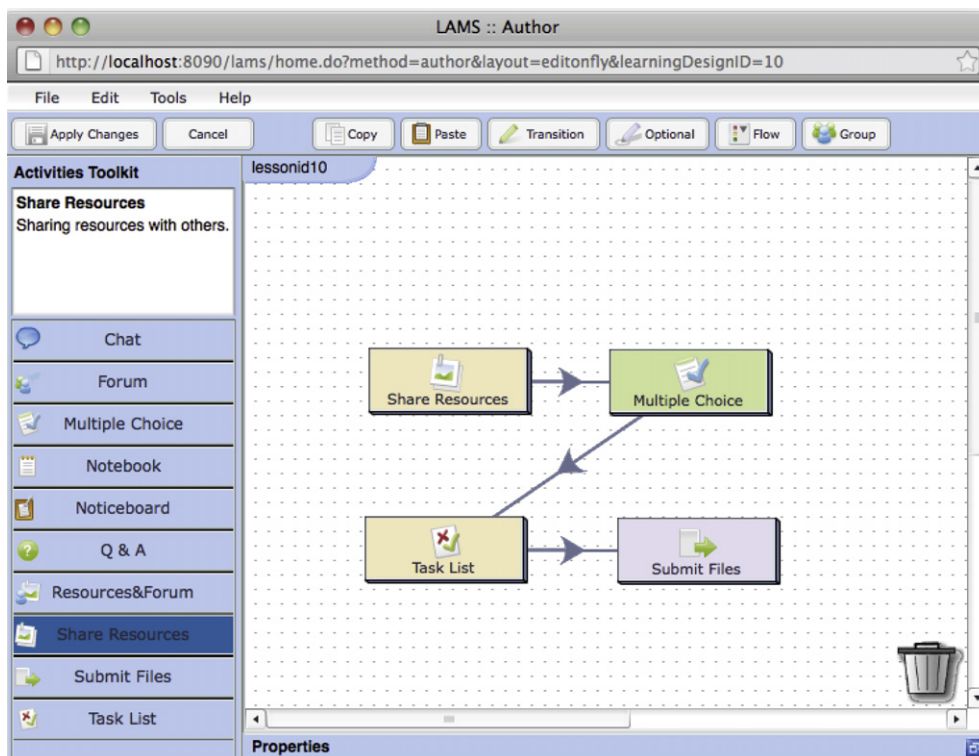 LAMS :: Author
http://localhost:8090/lams/home.do?method=author&layout=editonfly&learningDesignID=10
File Edit Tools Help
Apply Changes Cancel Copy Paste Transition Optional Flow Group
Activities Toolkit
lessonid10
Share Resources
Sharing resources with others.
Chat
Forum
Multiple Choice
Notebook
Noticeboard
Q & A
Resources&Forum
Share Resources
Submit Files
Task List
Share Resources
Multiple Choice
Task List
Submit Files
Properties